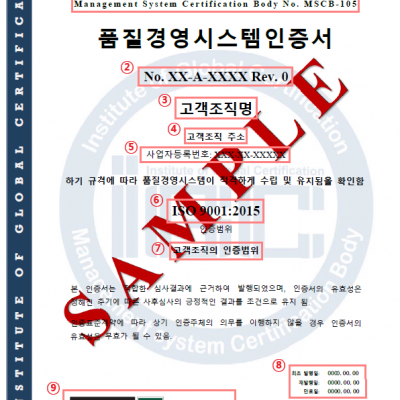 Management System Certification Body No. MSCB-105
품질경영시스템인증서
② No. XX-A-XXXX Rev. 0
③ 고객조직명
④ 고객조직 주소
⑤ 사업자등록번호: XXX-XX-XXXXX
하기 규격에 따라 품질경영시스템이 적합하게 수립 및 유지됨을 확인함
⑥ ISO 9001:2015
인증범위
⑦ 고객조직의 인증범위
본 인증서는 적합한 심사결과에 근거하여 발행되었으며, 인증서의 유효성은
정해진 주기에 따른 사후심사의 긍정적인 결과를 조건으로 유지 됨.
인증표준계약에 따라 상기 인증주체의 의무를 이행하지 않을 경우 인증서의
유효성은 무효가 될 수 있음.
⑧
최초 발행일: 0000. 00. 00
재발행일: 0000. 00. 00
만료일: 0000. 00. 00
⑨
SAMPLE
INSTITUTE OF GLOBAL CERTIFICA
Institute of Global Certification
Management System Certification Body